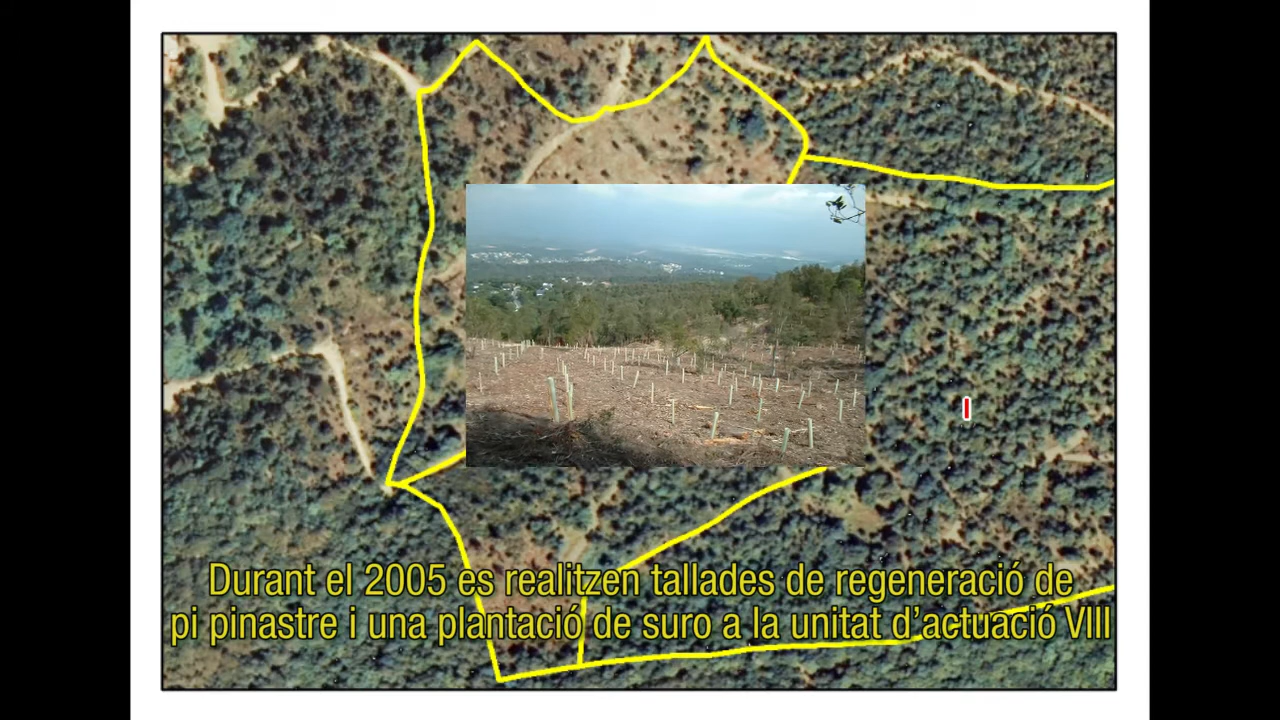 I
Durant el 2005 es realitzen tallades de regeneració de
pi pinastre i una plantació de suro a la unitat d'actuació VIII